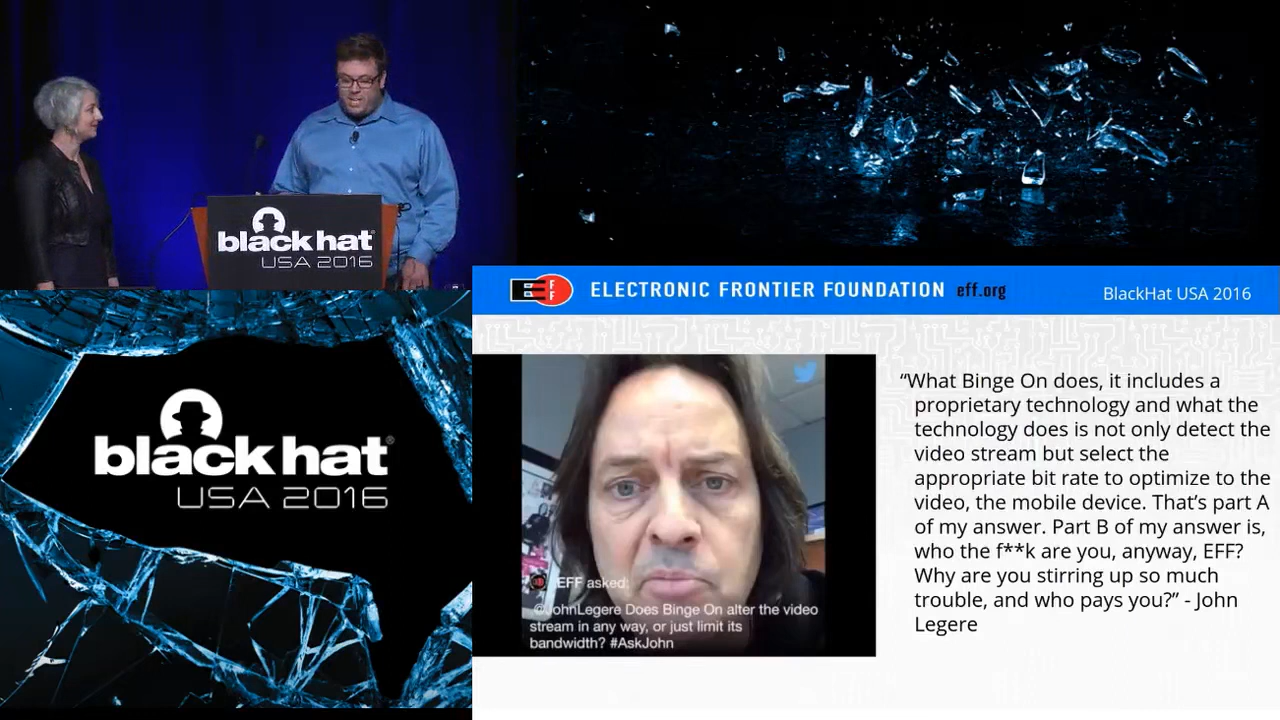 black hat
USA 2016
black hat®
USA 2016
EFF
ELECTRONIC FRONTIER FOUNDATION eff.org
BlackHat USA 2016
EFF asked:
@JohnLegere Does Binge On alter the video
stream in any way, or just limit its
bandwidth? #AskJohn
“What Binge On does, it includes a
proprietary technology and what the
technology does is not only detect the
video stream but select the
appropriate bit rate to optimize to the
video, the mobile device. That’s part A
of my answer. Part B of my answer is,
who the f**k are you, anyway, EFF?
Why are you stirring up so much
trouble, and who pays you?” - John
Legere